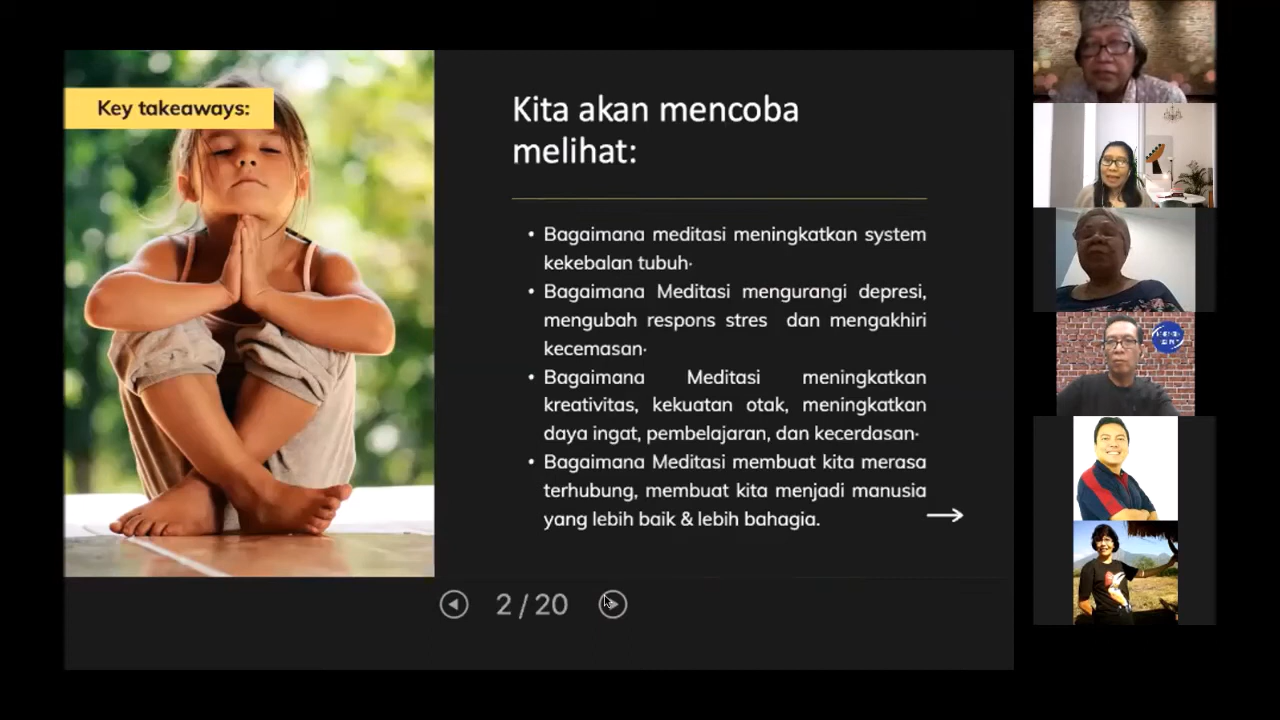 Key takeaways:
Kita akan mencoba
melihat:
• Bagaimana meditasi meningkatkan system
kekebalan tubuh·
• Bagaimana Meditasi mengurangi depresi,
mengubah respons stres dan mengakhiri
kecemasan·
• Bagaimana Meditasi meningkatkan
kreativitas, kekuatan otak, meningkatkan
daya ingat, pembelajaran, dan kecerdasan·
• Bagaimana Meditasi membuat kita merasa
terhubung, membuat kita menjadi manusia
yang lebih baik & lebih bahagia.
2 / 20